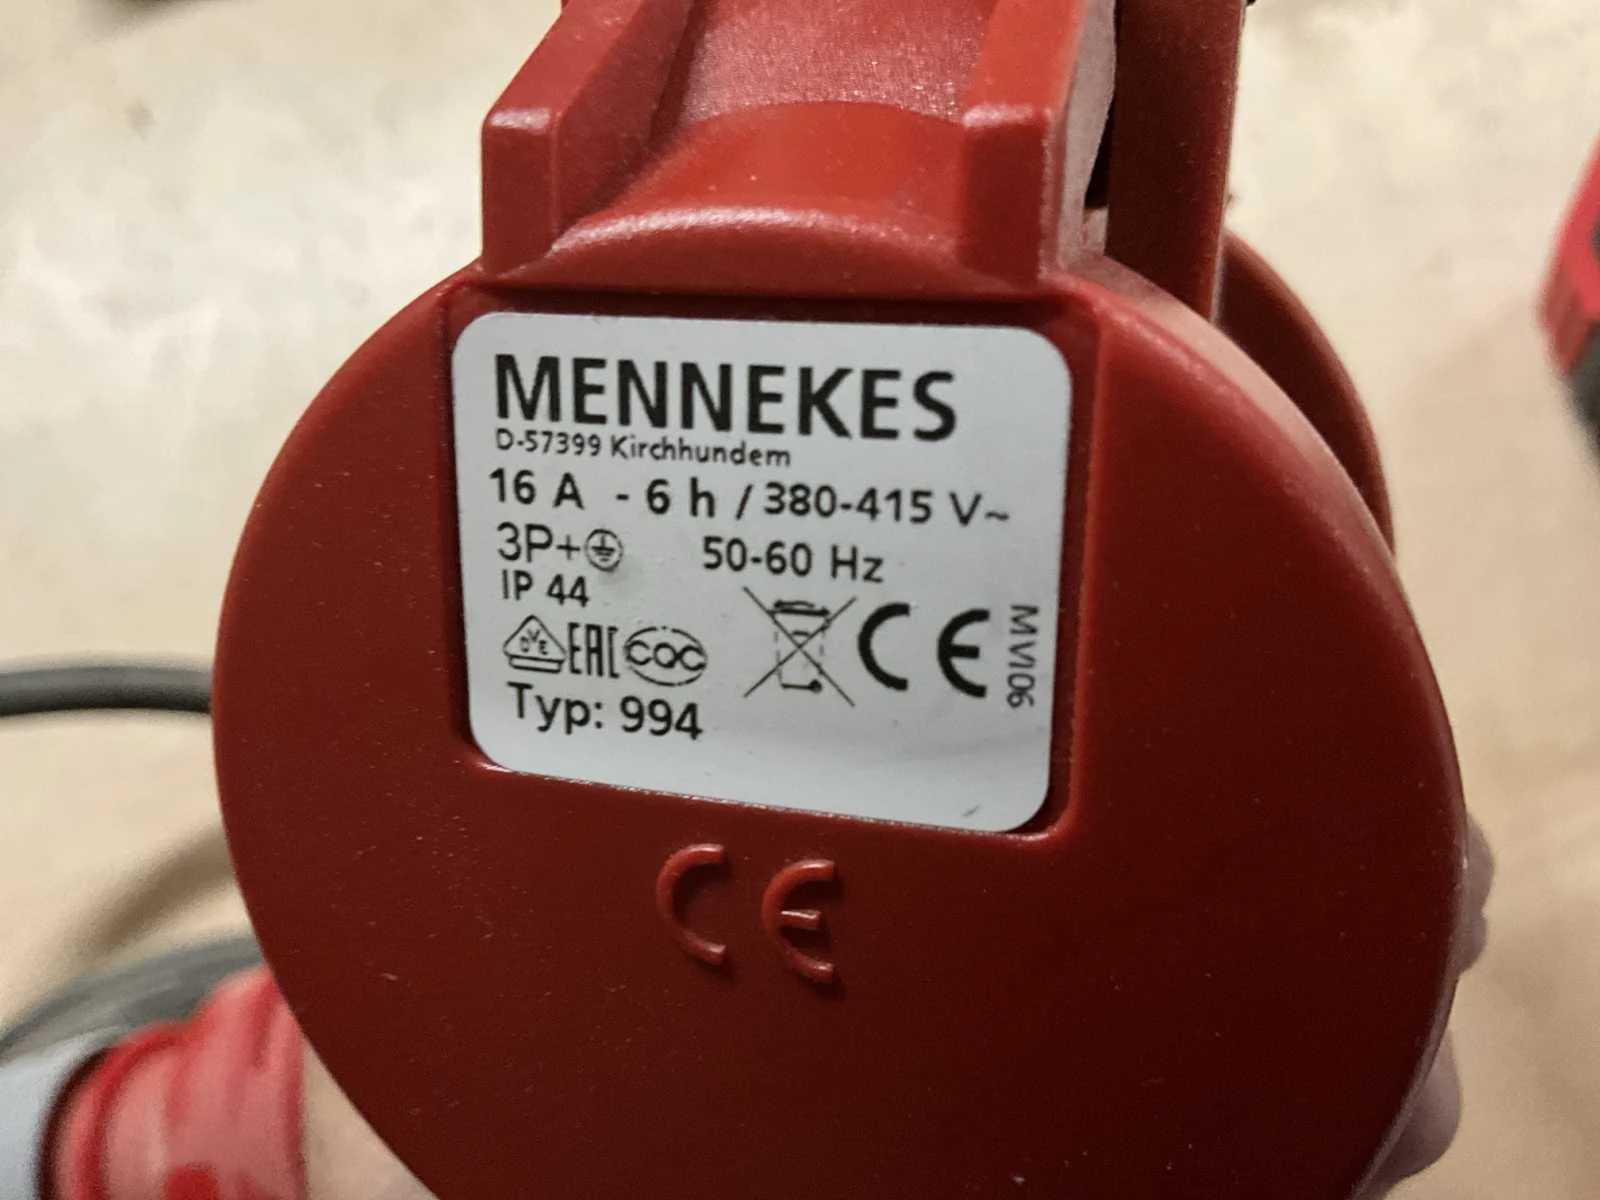 MENNEKES
D-57399 Kirchhundem
16 A - 6 h / 380-415 V~
3P+ 50-60 Hz
IP 44
DVE EAC CQC CE
MV106
Typ: 994
CE